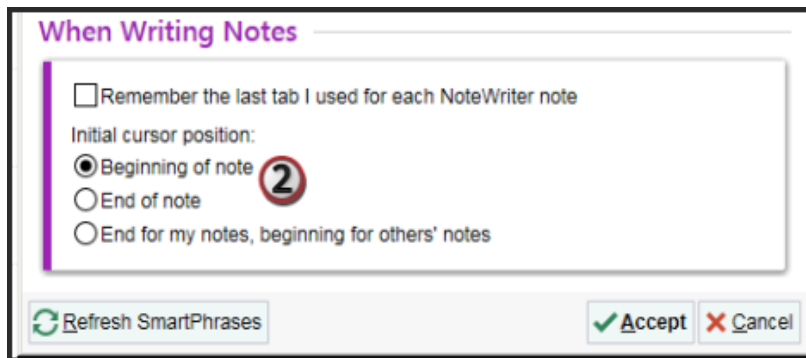 When Writing Notes
Remember the last tab I used for each NoteWriter note
Initial cursor position:
Beginning of note
2
End of note
End for my notes, beginning for others' notes
Refresh SmartPhrases
Accept
Cancel